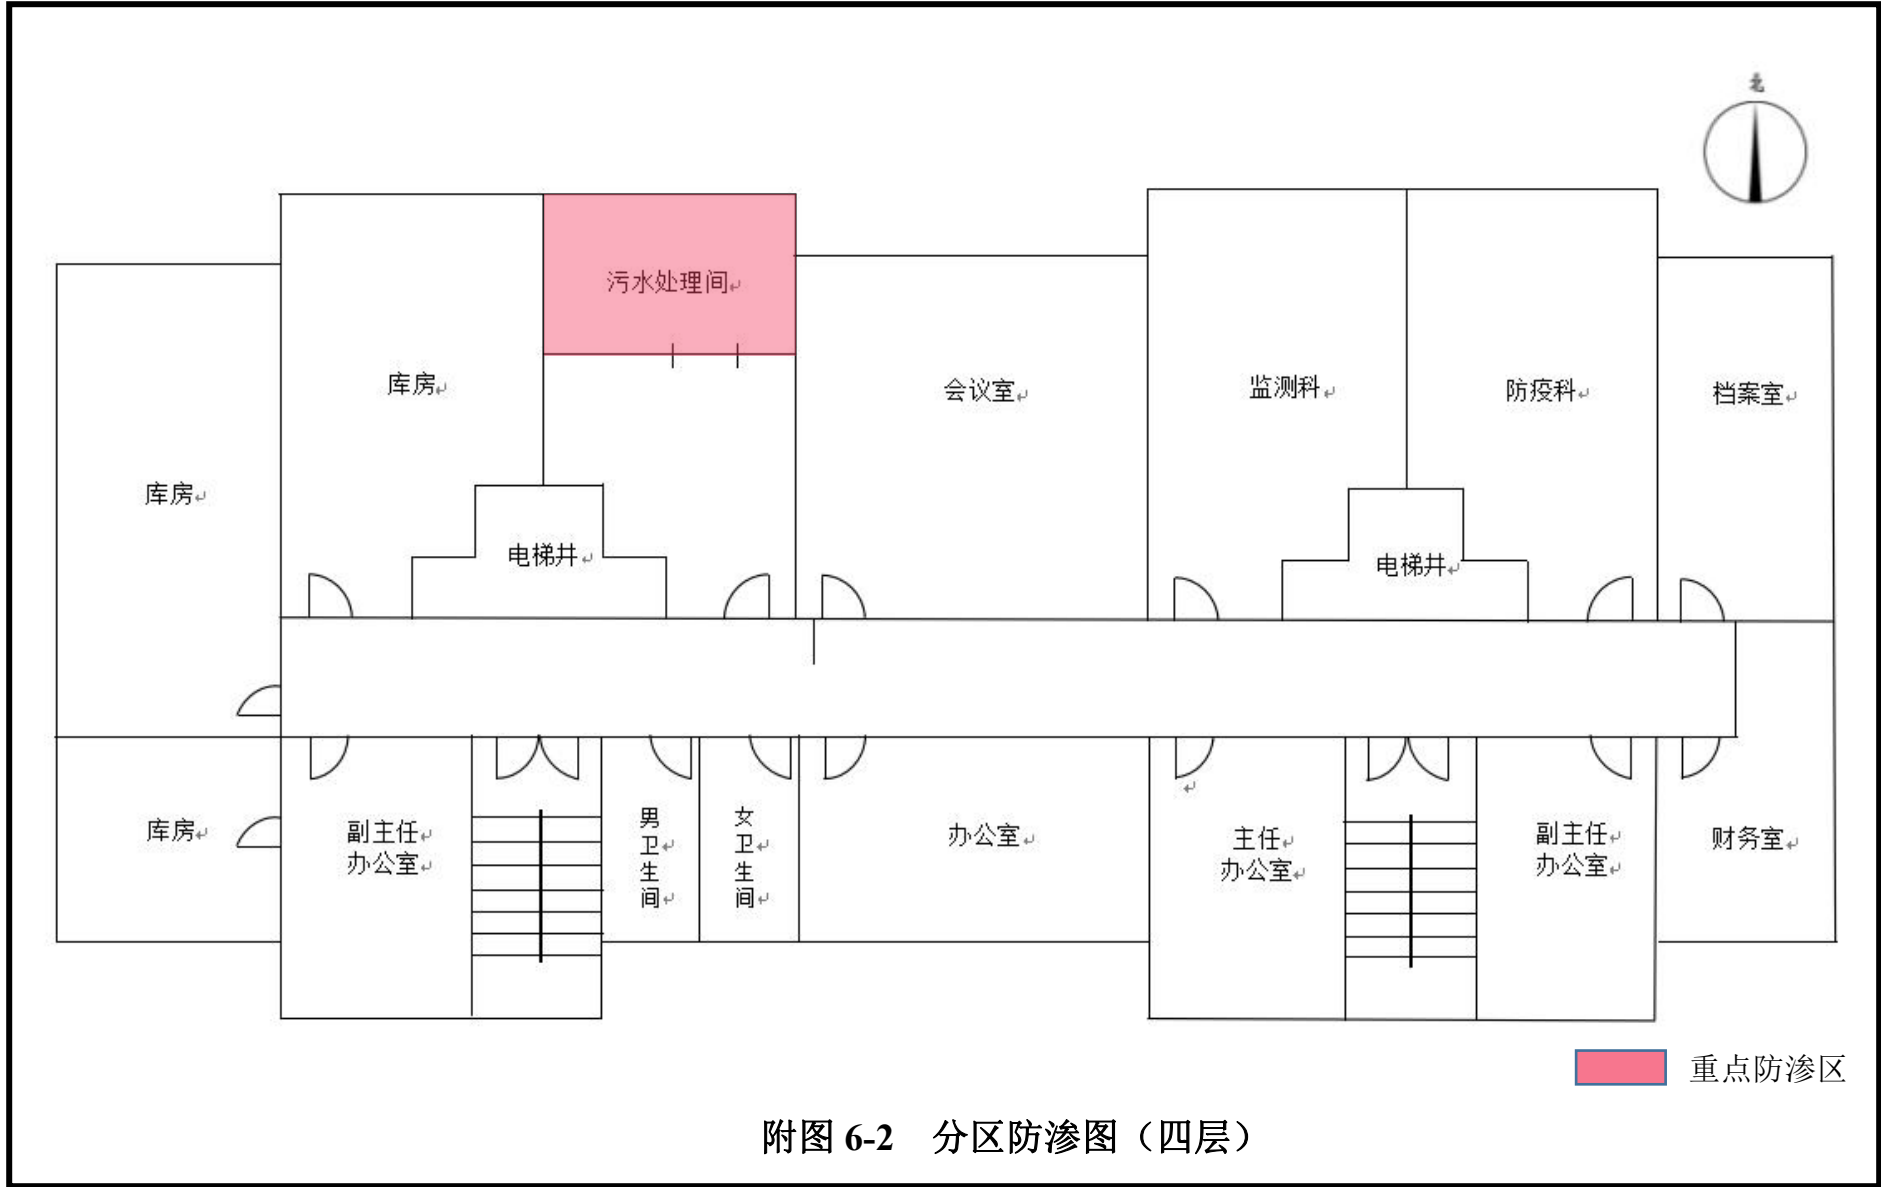 北
污水处理间
库房
会议室
监测科
防疫科
档案室
库房
电梯井
电梯井
库房
副主任
办公室
男
卫
生
间
女
卫
生
间
办公室
主任
办公室
副主任
办公室
财务室
重点防渗区
附图 6-2 分区防渗图（四层）